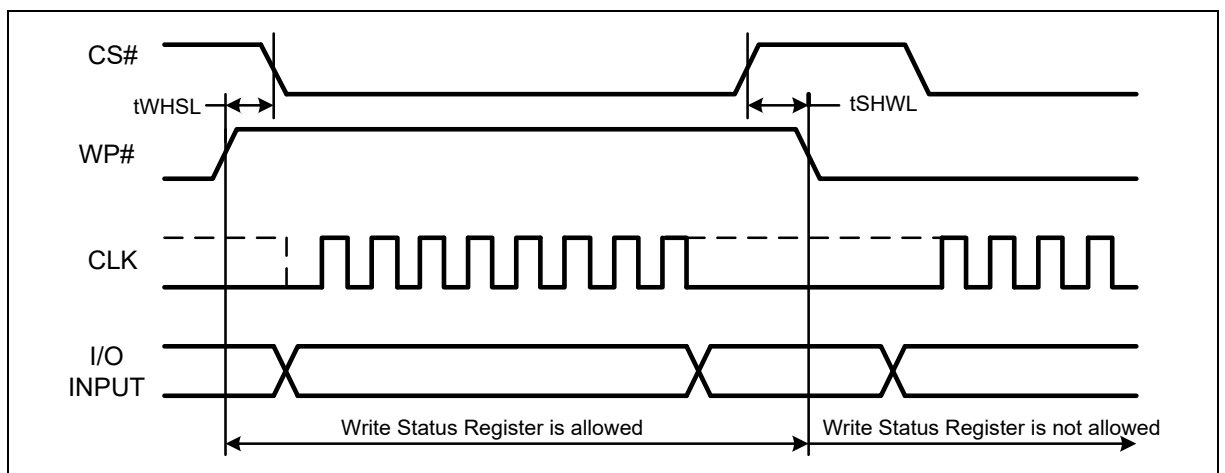 CS#
tWHSL
tSHWL
WP#
CLK
I/O
INPUT
Write Status Register is allowed
Write Status Register is not allowed